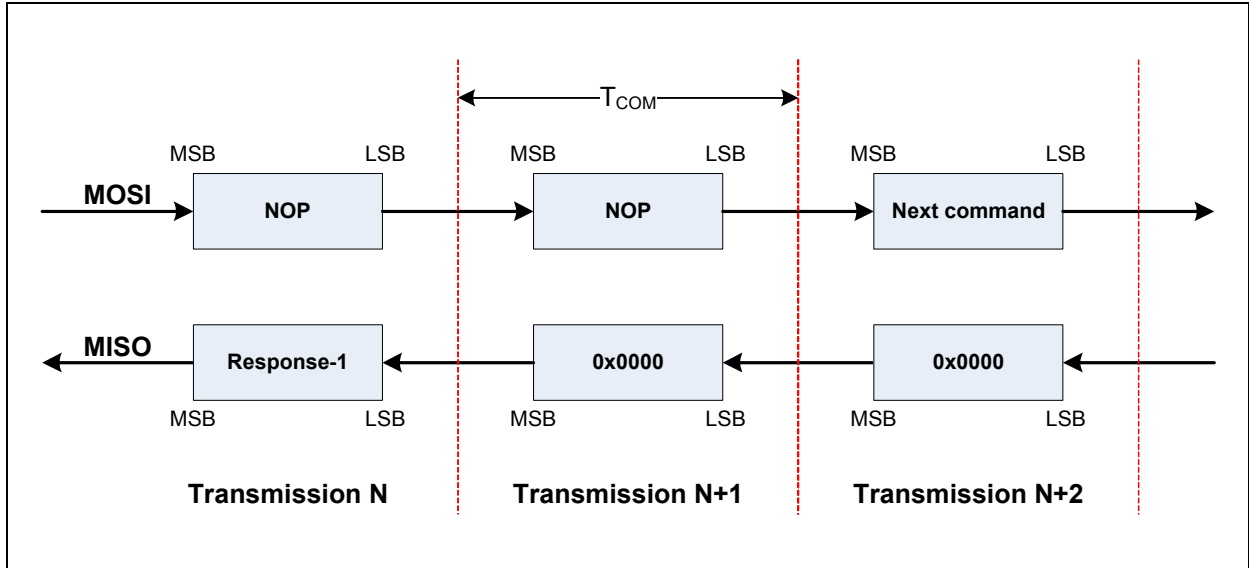 TCOM
MSB LSB MSB LSB MSB LSB
MOSI NOP NOP Next command
MISO Response-1 0x0000 0x0000
MSB LSB MSB LSB MSB LSB
Transmission N Transmission N+1 Transmission N+2